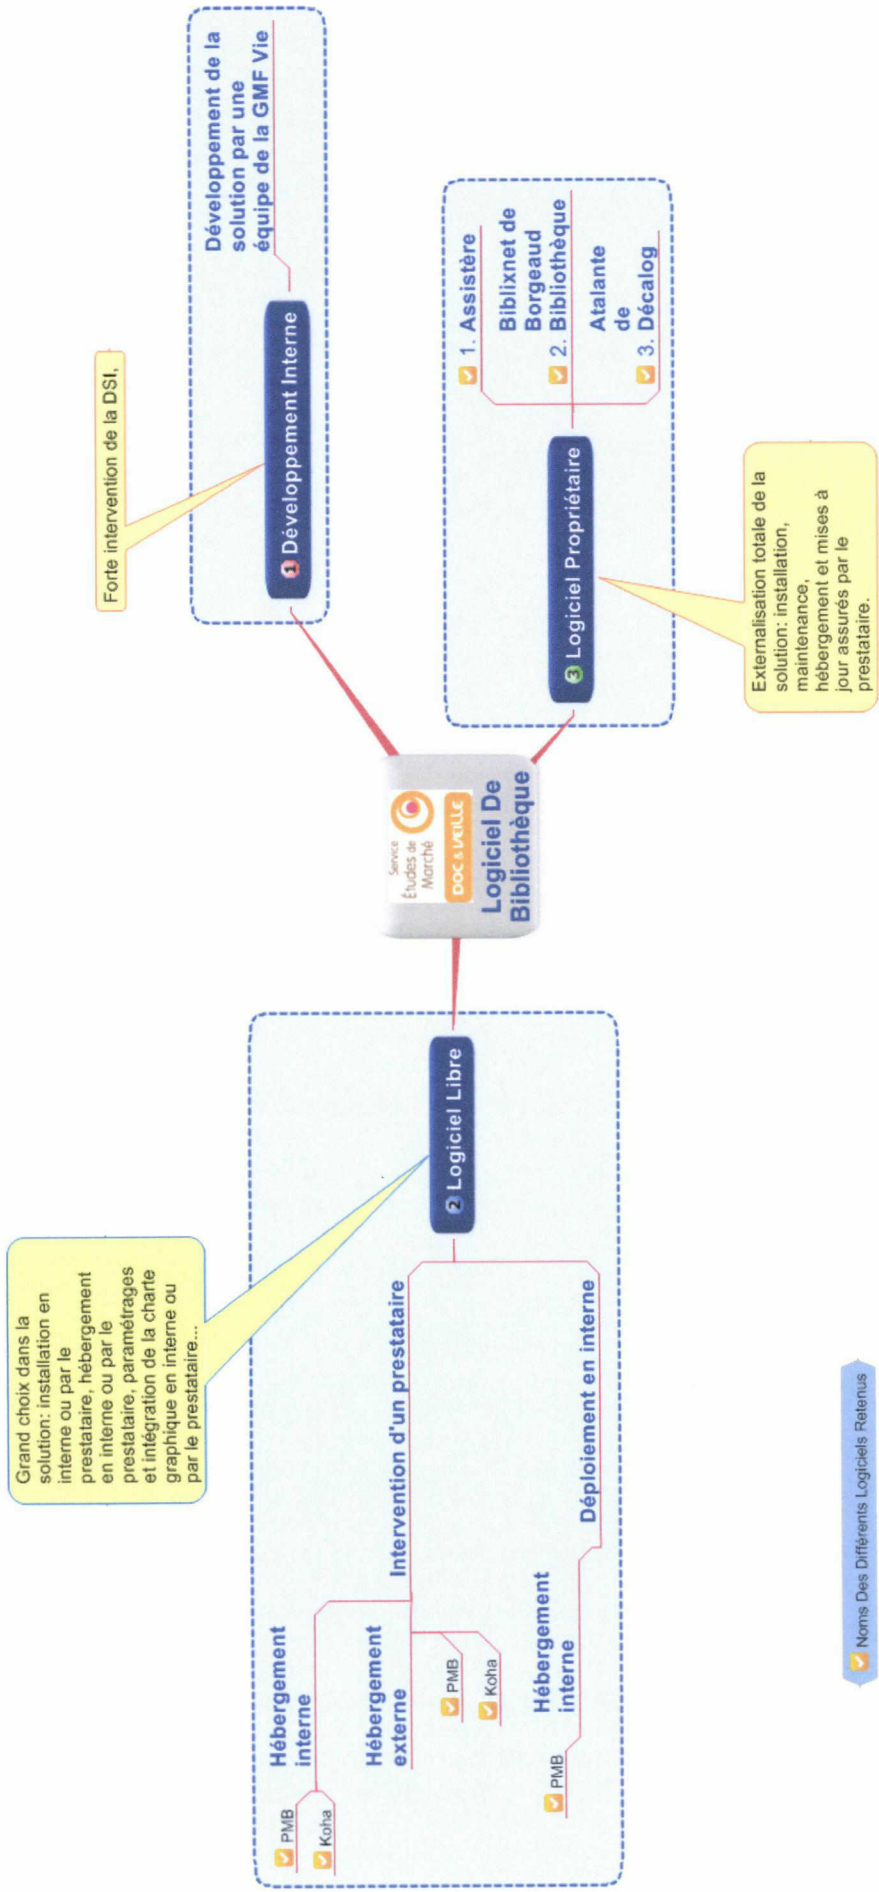 Grand choix dans la
solution: installation en
interne ou par le
prestataire, hébergement
en interne ou par le
prestataire, paramétrages
et intégration de la charte
graphique en interne ou
par le prestataire...
Forte intervention de la DSI,
Service
Études de
Marché
DOC & VEILLE
Logiciel De
Bibliothèque
1 Développement Interne
Développement de la
solution par une
équipe de la GMF Vie
2 Logiciel Libre
Intervention d'un prestataire
Hébergement
interne
PMB
Koha
Hébergement
externe
PMB
Koha
Déploiement en interne
Hébergement
interne
PMB
3 Logiciel Propriétaire
1. Assistère
Biblixnet de
Borgeaud
2. Bibliothèque
Atalante
de
3. Décalog
Externalisation totale de la
solution: installation,
maintenance,
hébergement et mises à
jour assurés par le
prestataire.
Noms Des Différents Logiciels Retenus